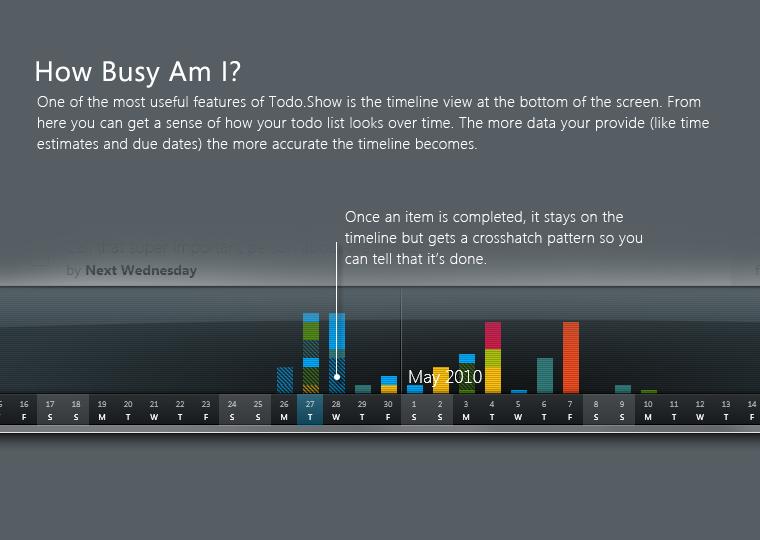 How Busy Am I?
One of the most useful features of Todo.Show is the timeline view at the bottom of the screen. From
here you can get a sense of how your todo list looks over time. The more data your provide (like time
estimates and due dates) the more accurate the timeline becomes.
Once an item is completed, it stays on the
timeline but gets a crosshatch pattern so you
can tell that it's done.
by Next Wednesday
May 2010
16 17 18 19 20 21 22 23 24 25 26 27 28 29 30 1 2 3 4 5 6 7 8 9 10 11 12 13 14
F S S M T W T F S S M T W T F S S M T W T F S S M T W T F